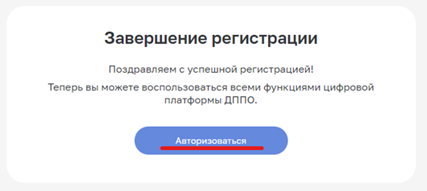 Завершение регистрации
Поздравляем с успешной регистрацией!
Теперь вы можете воспользоваться всеми функциями цифровой
платформы ДППО.
Авторизоваться